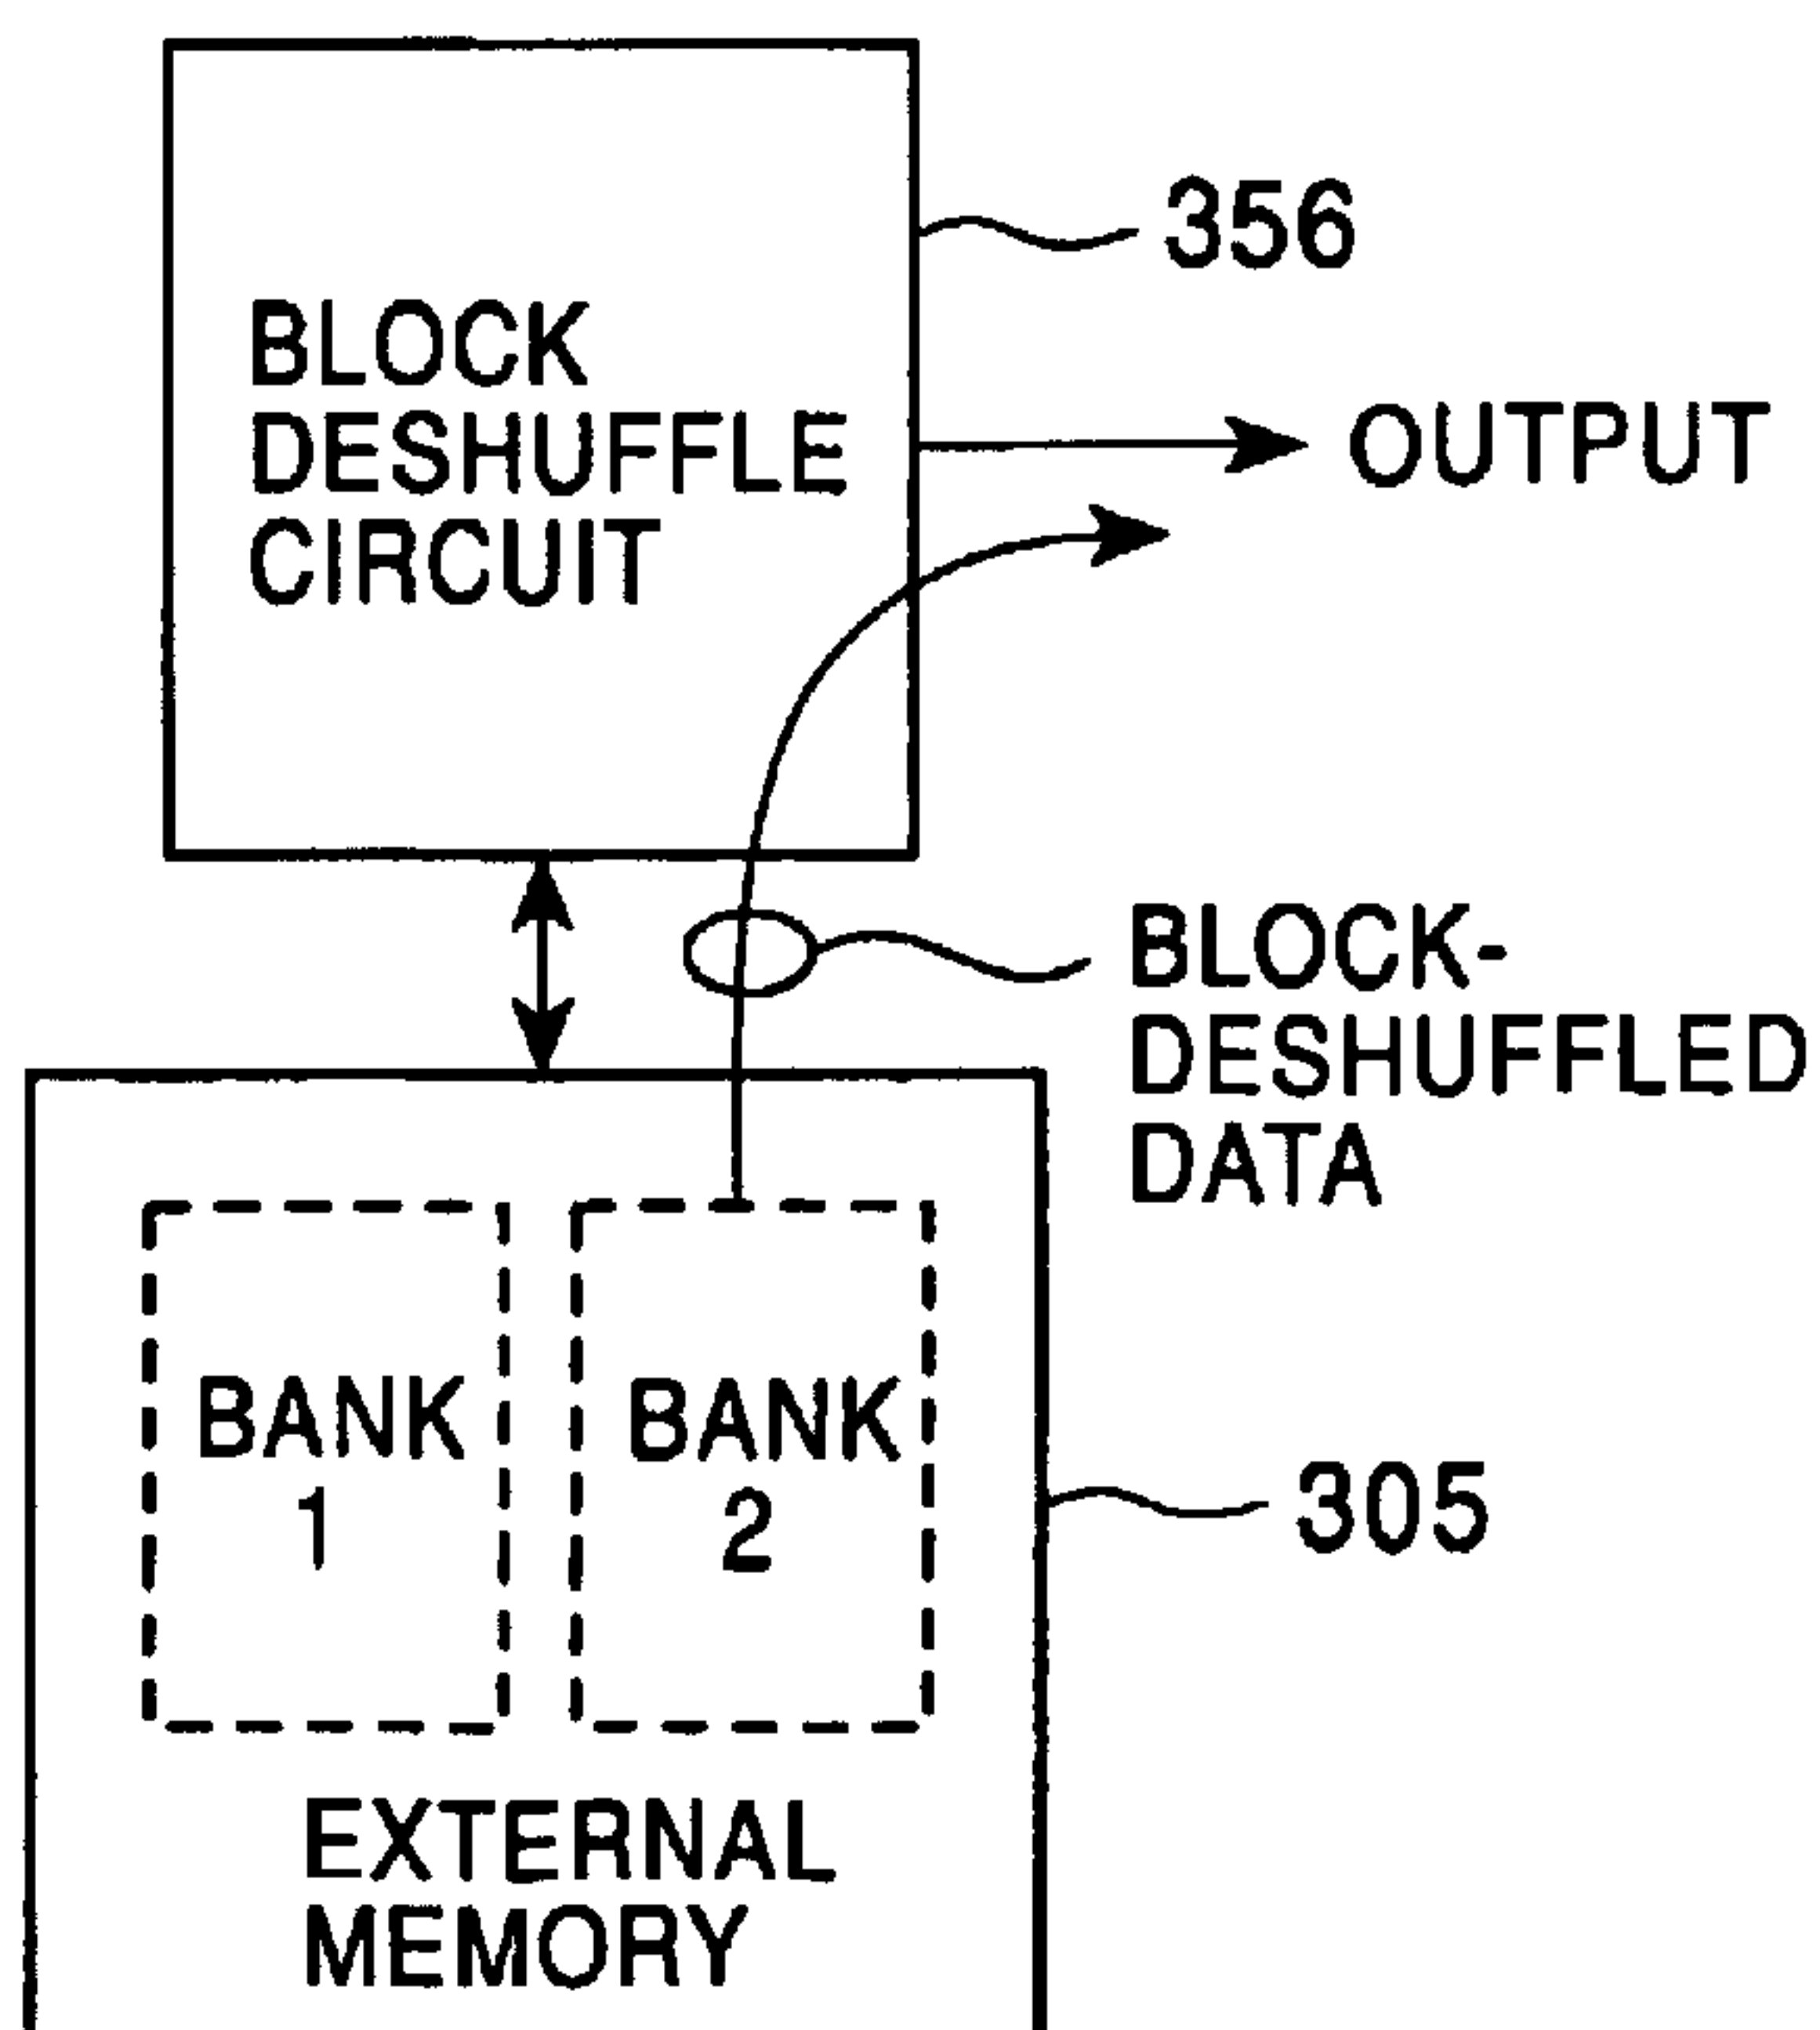 BLOCK
DESHUFFLE
CIRCUIT
356
OUTPUT
BLOCK-
DESHUFFLED
DATA
BANK
1
BANK
2
305
EXTERNAL
MEMORY